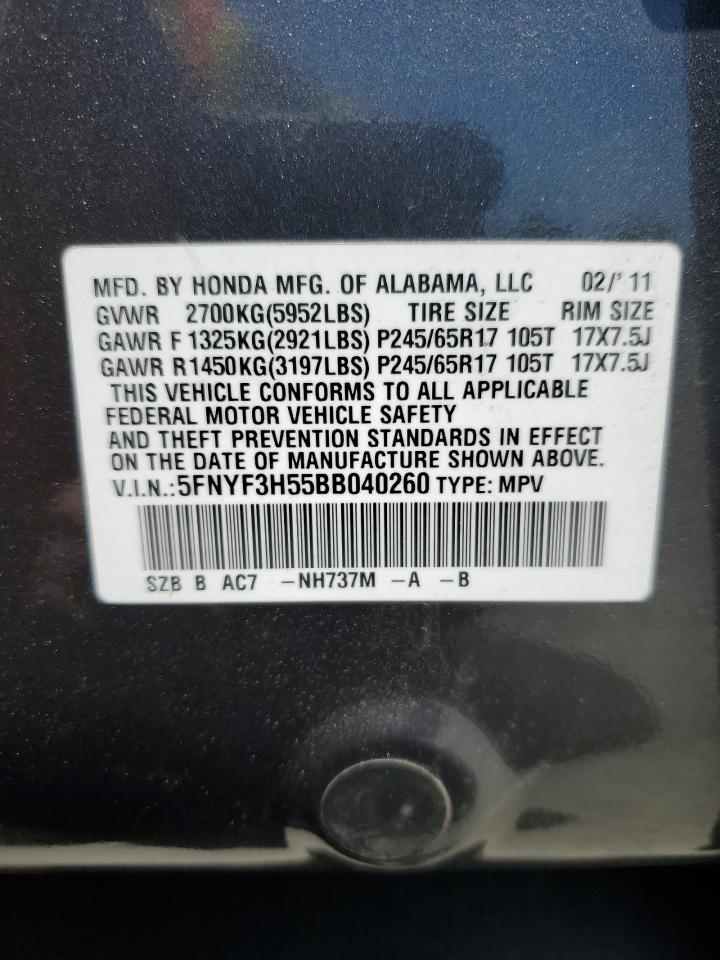 MFD. BY HONDA MFG. OF ALABAMA, LLC 02/'11
GVWR 2700KG(5952LBS) TIRE SIZE RIM SIZE
GAWR F 1325KG(2921LBS) P245/65R17 105T 17X7.5J
GAWR R1450KG(3197LBS) P245/65R17 105T 17X7.5J
THIS VEHICLE CONFORMS TO ALL APPLICABLE
FEDERAL MOTOR VEHICLE SAFETY
AND THEFT PREVENTION STANDARDS IN EFFECT
ON THE DATE OF MANUFACTURE SHOWN ABOVE.
V.I.N.:5FNYF3H55BB040260 TYPE: MPV
SZB B AC7 -NH737M -A -B